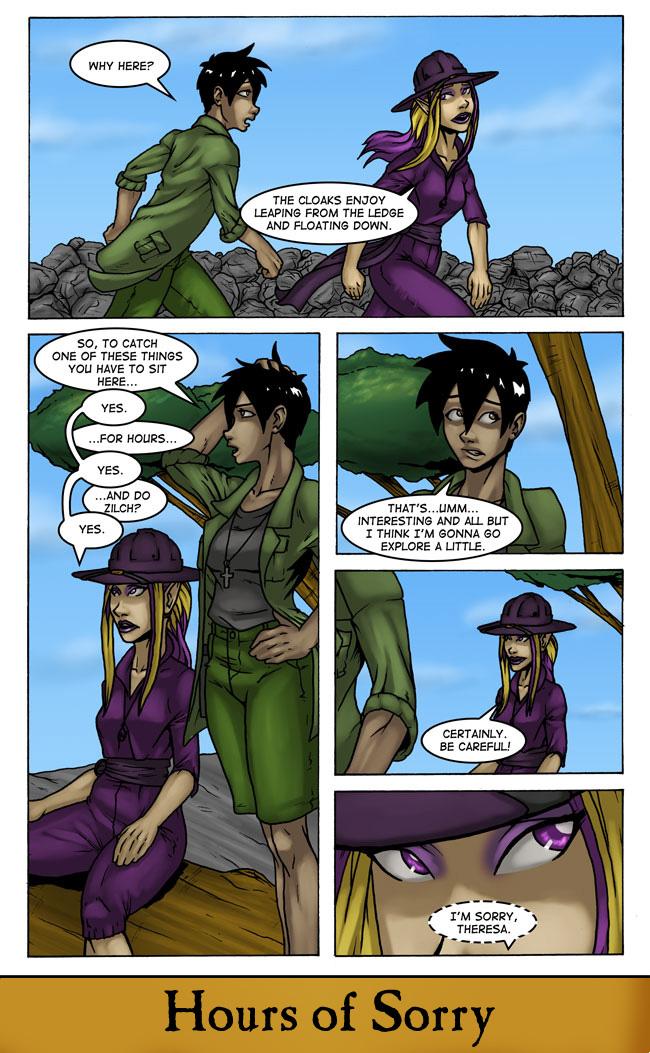 WHY HERE?
THE CLOAKS ENJOY
LEAPING FROM THE LEDGE
AND FLOATING DOWN.
SO, TO CATCH
ONE OF THESE THINGS
YOU HAVE TO SIT
HERE...
YES.
...FOR HOURS...
YES.
...AND DO
ZILCH?
YES.
THAT'S...UMM...
INTERESTING AND ALL BUT
I THINK I'M GONNA GO
EXPLORE A LITTLE.
CERTAINLY.
BE CAREFUL!
I'M SORRY,
THERESA.
Hours of Sorry